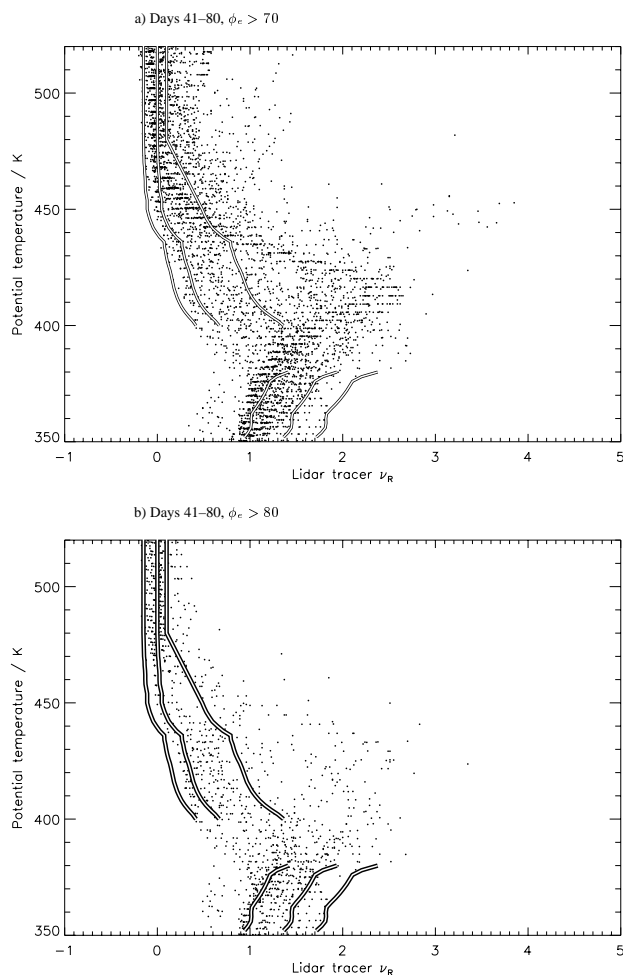 a) Days 41–80, ϕe > 70
500
450
400
350
Potential temperature / K
−1 0 1 2 3 4 5
Lidar tracer νR
b) Days 41–80, ϕe > 80
500
450
400
350
Potential temperature / K
−1 0 1 2 3 4 5
Lidar tracer νR